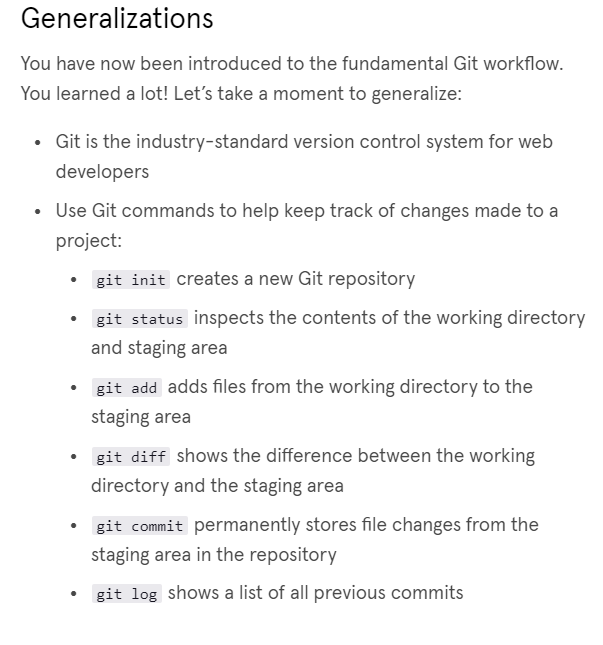 Generalizations
You have now been introduced to the fundamental Git workflow.
You learned a lot! Let’s take a moment to generalize:
• Git is the industry-standard version control system for web
developers
• Use Git commands to help keep track of changes made to a
project:
• git init creates a new Git repository
• git status inspects the contents of the working directory
and staging area
• git add adds files from the working directory to the
staging area
• git diff shows the difference between the working
directory and the staging area
• git commit permanently stores file changes from the
staging area in the repository
• git log shows a list of all previous commits